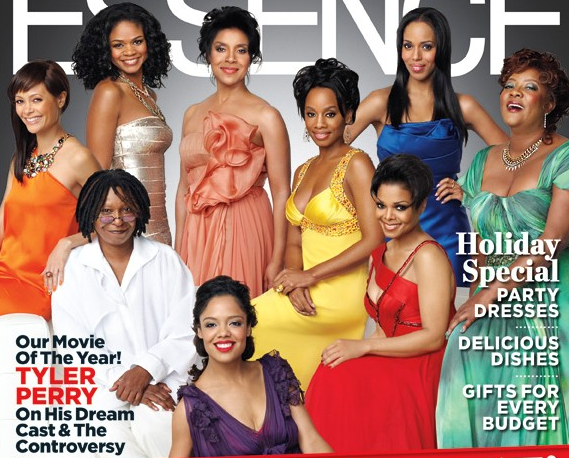 ESSENCE
Our Movie
Of The Year!
TYLER
PERRY
On His Dream
Cast & The
Controversy
Holiday
Special
PARTY
DRESSES
DELICIOUS
DISHES
GIFTS FOR
EVERY
BUDGET